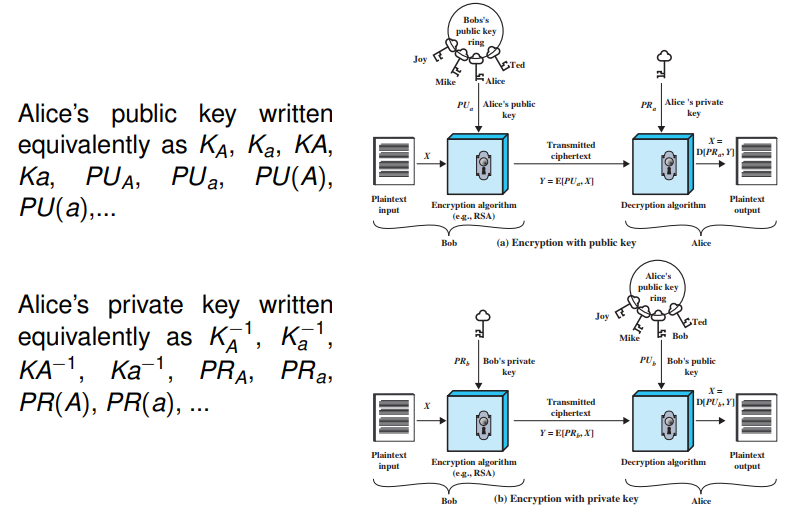 Alice's public key written
equivalently as K_A, K_a, KA,
Ka, PU_A, PU_a, PU(A),
PU(a),...
Alice's private key written
equivalently as K_A^{-1}, K_a^{-1},
KA^{-1}, Ka^{-1}, PR_A, PR_a,
PR(A), PR(a), ...
Bobs's
public key
ring
Joy
Ted
Mike
Alice
PU_a
Alice's public
key
PR_a
Alice 's private
key
X
Transmitted
ciphertext
X =
D[PR_a, Y]
Y = E[PU_a, X]
Plaintext
input
Encryption algorithm
(e.g., RSA)
Decryption algorithm
Plaintext
output
Bob
(a) Encryption with public key
Alice
Alice's
public key
ring
Joy
Ted
Mike
Bob
PR_b
Bob's private
key
PU_b
Bob's public
key
X
Transmitted
ciphertext
X =
D[PU_b, Y]
Y = E[PR_b, X]
Plaintext
input
Encryption algorithm
(e.g., RSA)
Decryption algorithm
Plaintext
output
Bob
(b) Encryption with private key
Alice